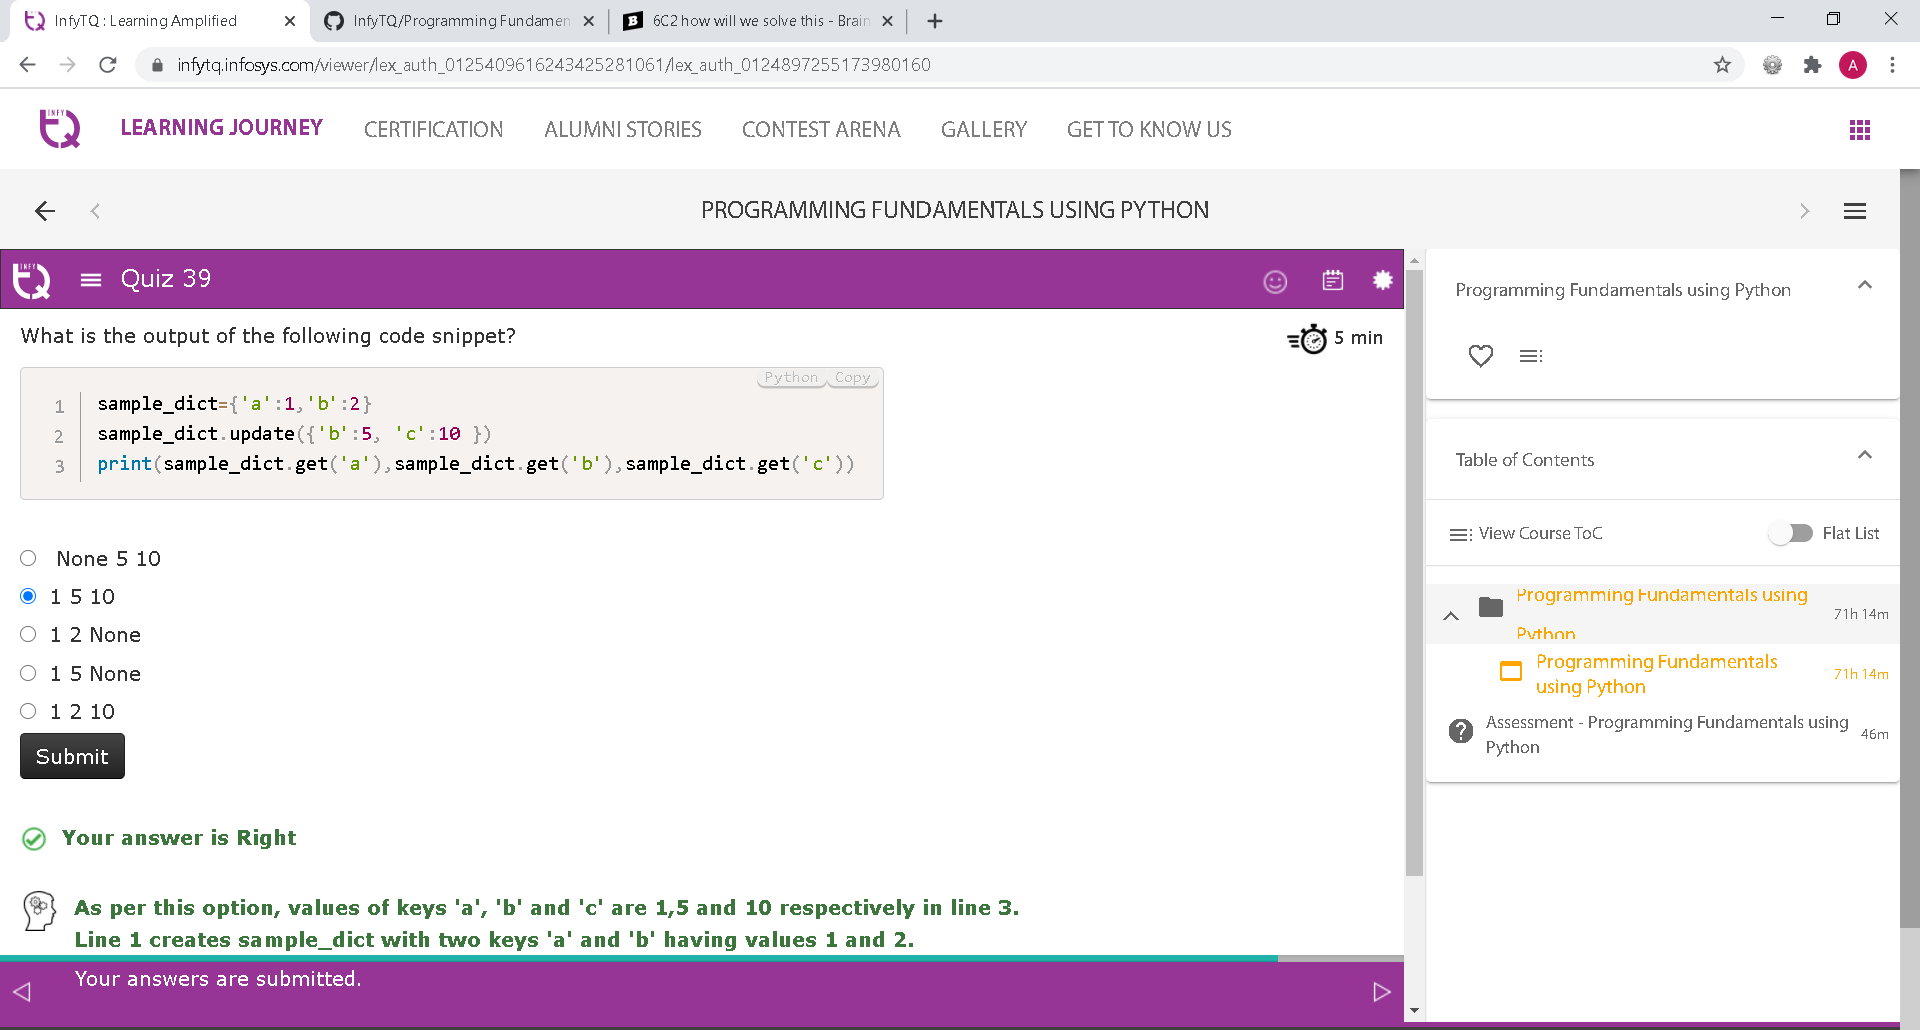 InfyTQ : Learning Amplified
InfyTQ/Programming Fundamen
6C2 how will we solve this - Brain
infytq.infosys.com/viewer/lex_auth_0125409616243425281061/lex_auth_0124897255173980160
A
INFY
TQ
LEARNING JOURNEY
CERTIFICATION
ALUMNI STORIES
CONTEST ARENA
GALLERY
GET TO KNOW US
PROGRAMMING FUNDAMENTALS USING PYTHON
INFY
TQ
Quiz 39
What is the output of the following code snippet?
5 min
Python
Copy
1 sample_dict={'a':1,'b':2}
2 sample_dict.update({'b':5, 'c':10 })
3 print(sample_dict.get('a'),sample_dict.get('b'),sample_dict.get('c'))
None 5 10
1 5 10
1 2 None
1 5 None
1 2 10
Submit
Your answer is Right
As per this option, values of keys 'a', 'b' and 'c' are 1,5 and 10 respectively in line 3.
Line 1 creates sample_dict with two keys 'a' and 'b' having values 1 and 2.
Your answers are submitted.
Programming Fundamentals using Python
Table of Contents
View Course ToC
Flat List
Programming Fundamentals using
Python
71h 14m
Programming Fundamentals
using Python
71h 14m
Assessment - Programming Fundamentals using
Python
46m